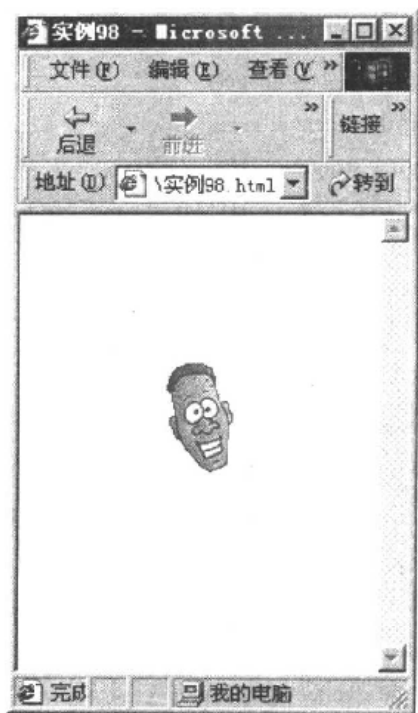 实例98 - Microsoft ...
文件(F) 编辑(E) 查看(V »
后退 前进 » 链接 »
地址(D) \实例98.html 转到
完成 我的电脑